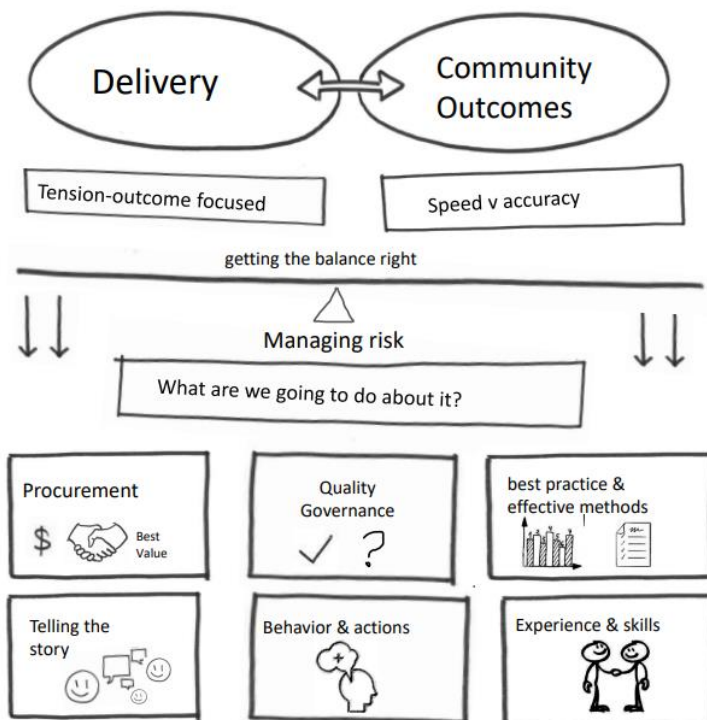 Delivery
Community
Outcomes
Tension-outcome focused
Speed v accuracy
getting the balance right
Managing risk
What are we going to do about it?
Procurement
$
Best
Value
Quality
Governance
?
best practice &
effective methods
Telling the
story
Behavior & actions
Experience & skills